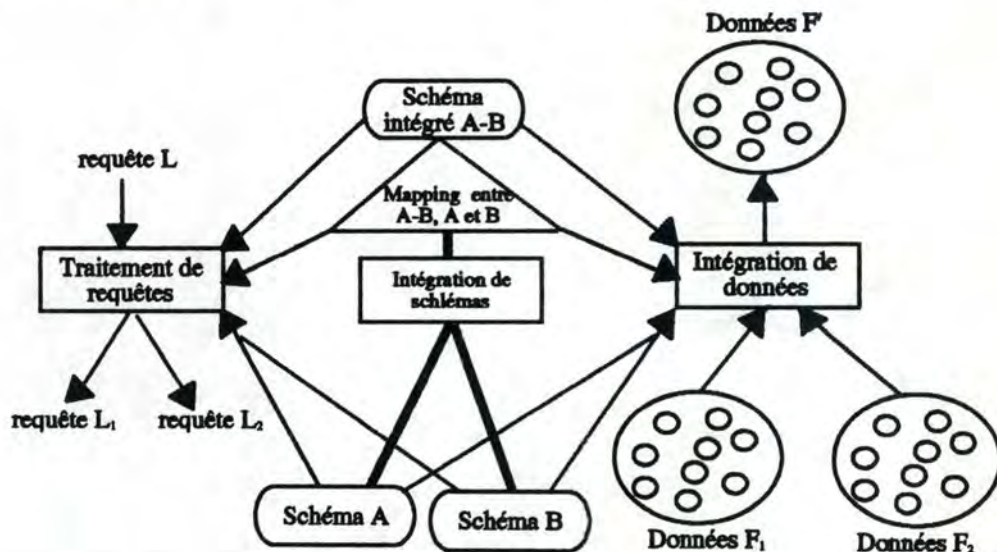 Données F'
Schéma
intégré A-B
requête L
Mapping entre
A-B, A et B
Traitement de
requêtes
Intégration de
schlémas
Intégration de
données
requête L₁
requête L₂
Schéma A
Schéma B
Données F₁
Données F₂